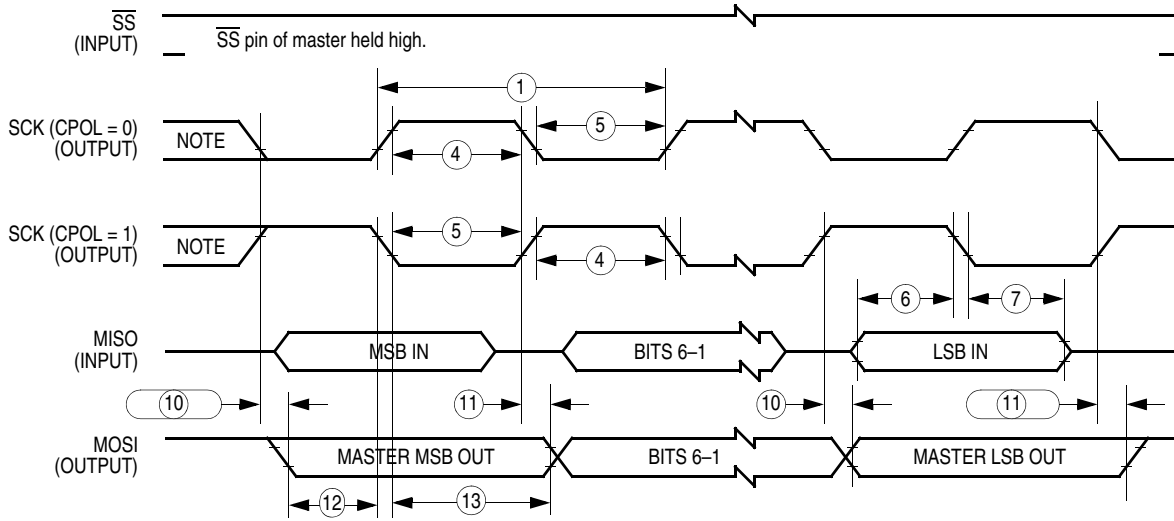 SS
(INPUT)
SS pin of master held high.
1
SCK (CPOL = 0)
(OUTPUT)
NOTE
5
4
SCK (CPOL = 1)
(OUTPUT)
NOTE
5
4
6
7
MISO
(INPUT)
MSB IN
BITS 6–1
LSB IN
10
11
10
11
MOSI
(OUTPUT)
MASTER MSB OUT
BITS 6–1
MASTER LSB OUT
12
13